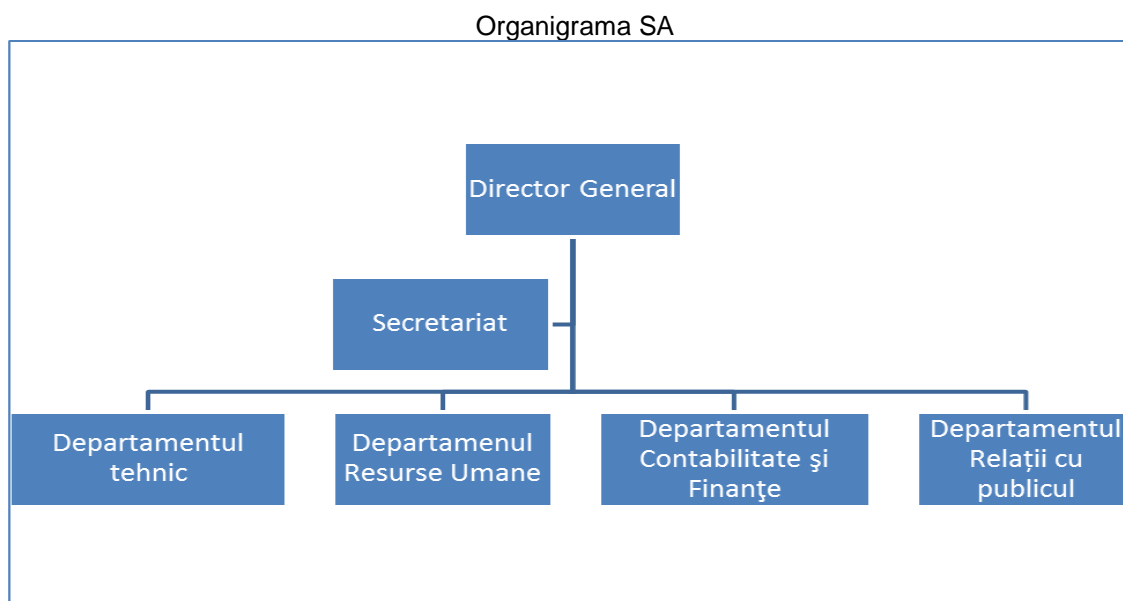 Organigrama SA
Director General
Secretariat
Departamentul
tehnic
Departamenul
Resurse Umane
Departamentul
Contabilitate şi
Finanţe
Departamentul
Relații cu
publicul